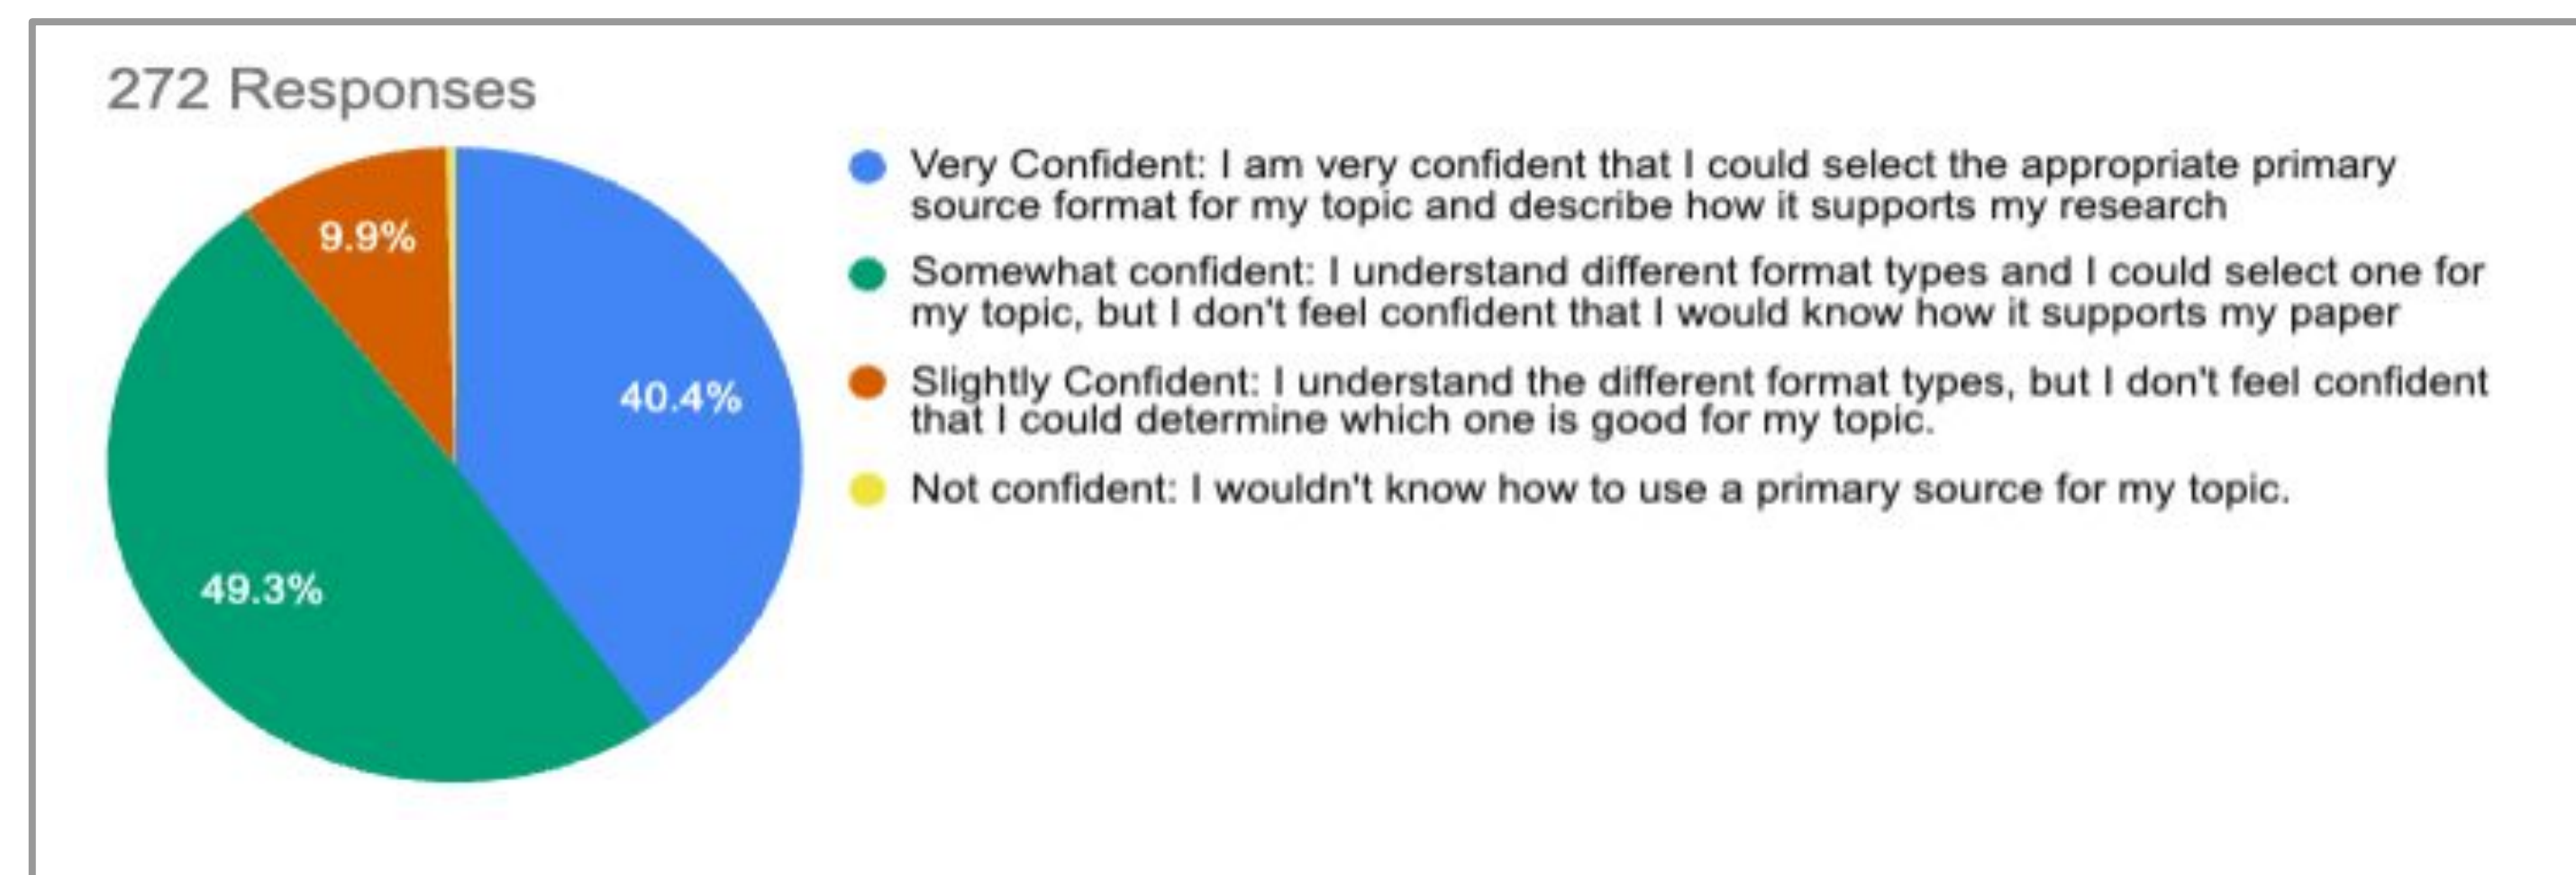 272 Responses
9.9%
40.4%
49.3%
Very Confident: I am very confident that I could select the appropriate primary
source format for my topic and describe how it supports my research
Somewhat confident: I understand different format types and I could select one for
my topic, but I don't feel confident that I would know how it supports my paper
Slightly Confident: I understand the different format types, but I don't feel confident
that I could determine which one is good for my topic.
Not confident: I wouldn't know how to use a primary source for my topic.